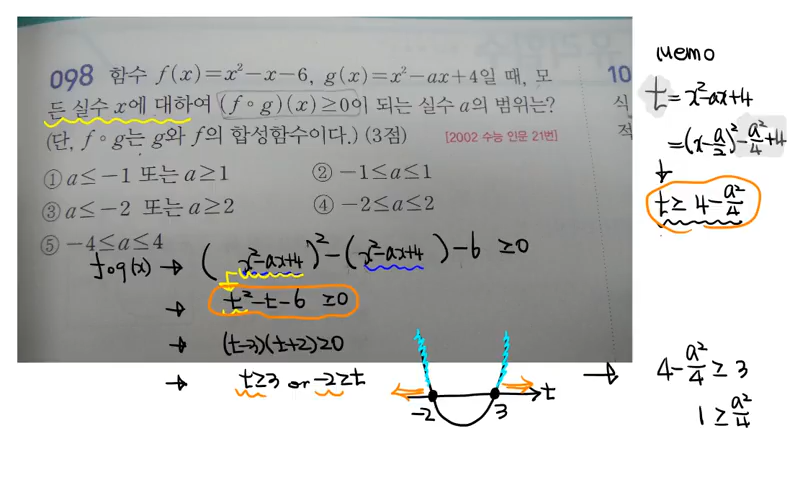 098 함수 f(x)=x²-x-6, g(x)=x²-ax+4일 때, 모
든 실수 x에 대하여 (f∘g)(x)≥0이 되는 실수 a의 범위는?
(단, f∘g는 g와 f의 합성함수이다.) (3점) [2002 수능 인문 21번]
① a≤-1 또는 a≥1 ② -1≤a≤1
③ a≤-2 또는 a≥2 ④ -2≤a≤2
⑤ -4≤a≤4
fog(x) → (x²-ax+4)²-(x²-ax+4)-6 ≥0
→ t²-t-6 ≥0
→ (t-3)(t+2)≥0
→ t≥3 or -2≥t
-2 3 t
10
식
적
Memo
t = x²-ax+4
=(x-a/2)²-a²/4+4
↓
t≥ 4-a²/4
→ 4-a²/4 ≥ 3
1 ≥ a²/4